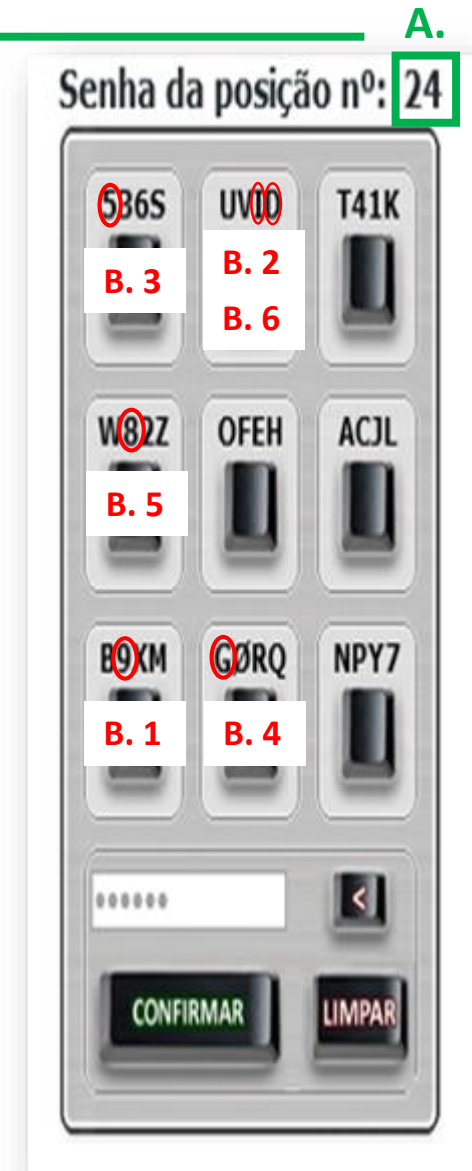 A.
Senha da posição nº: 24
536S UVID T41K
B. 3 B. 2
B. 6
W82Z OFEH ACJL
B. 5
B9XM GØRQ NPY7
B. 1 B. 4
<
CONFIRMAR LIMPAR